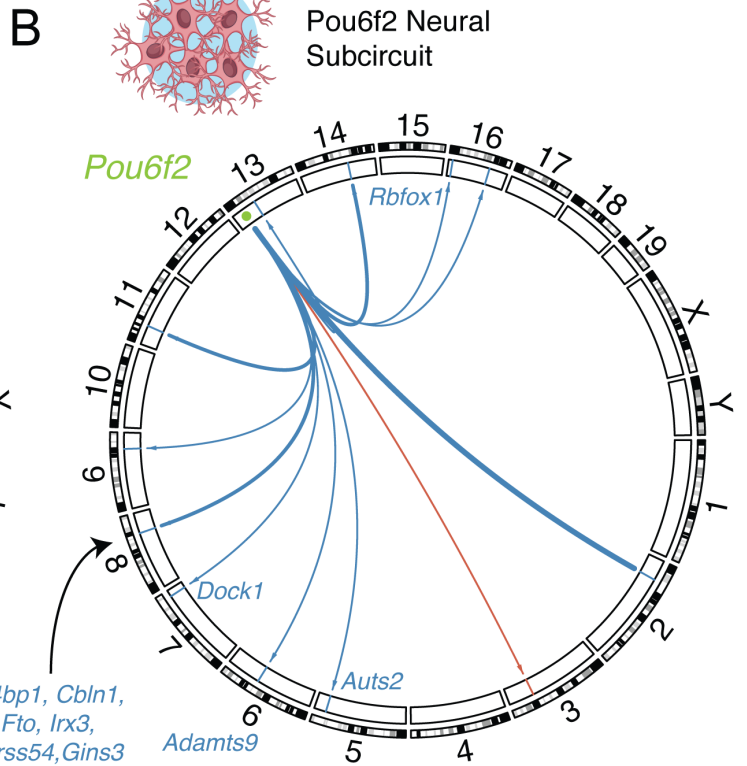 B
Pou6f2 Neural
Subcircuit
Pou6f2
15
14
16
13
17
Rbfox1
12
18
19
11
X
10
Y
9
1
8
Dock1
2
7
Auts2
3
6
5
4
Cbln1,
Fto, Irx3,
Gins3
Adamts9